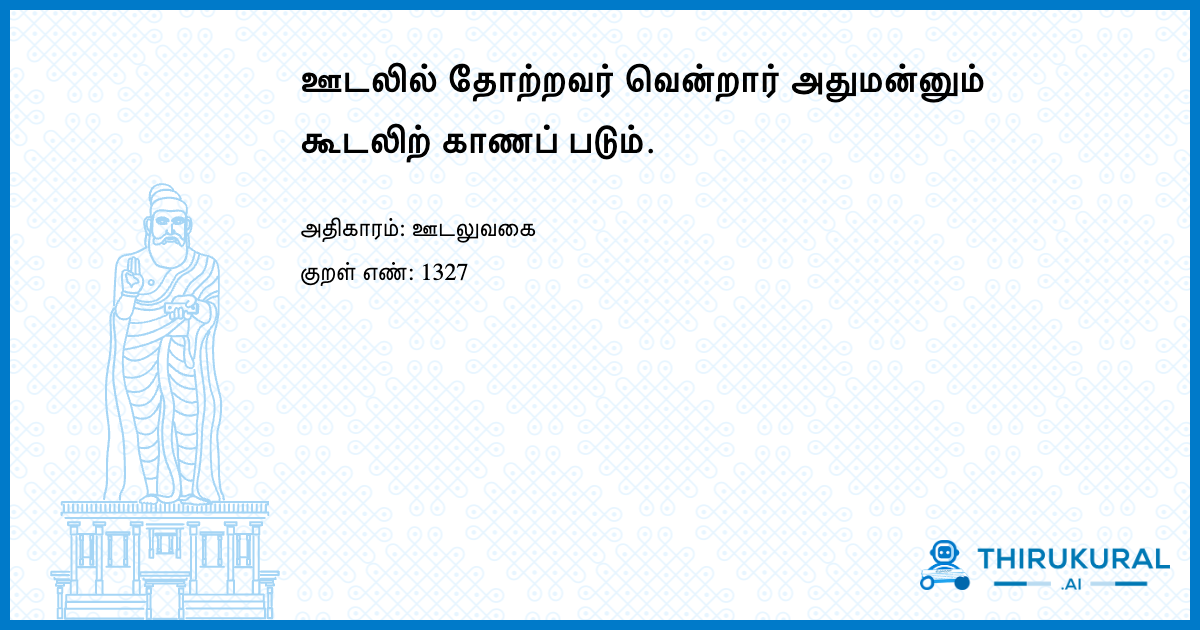 ஊடலில் தோற்றவர் வென்றார் அதுமன்னும்
கூடலிற் காணப் படும்.
அதிகாரம்: ஊடலுவகை
குறள் எண்: 1327
THIRUKURAL
.AI